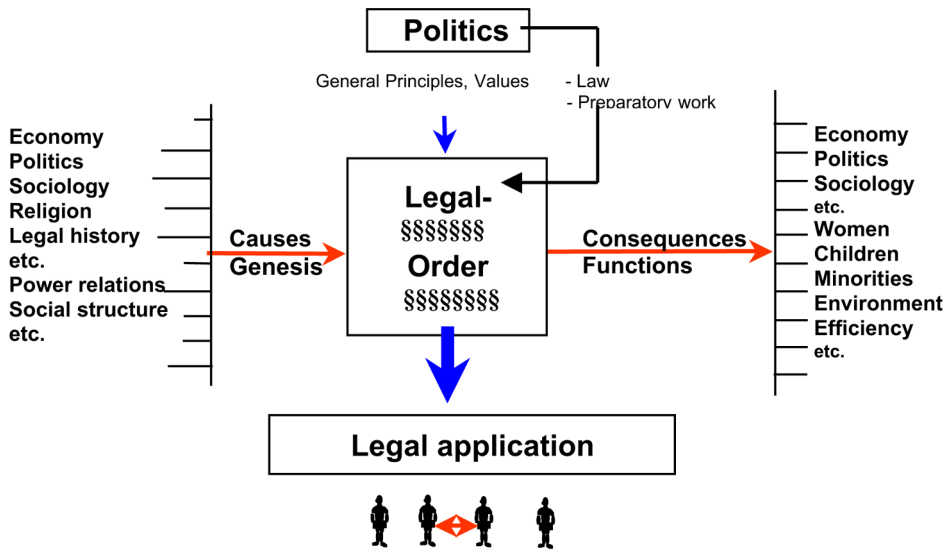 Politics
General Principles, Values
- Law
- Preparatory work
Economy
Politics
Sociology
Religion
Legal history
etc.
Power relations
Social structure
etc.
Causes
Genesis
Legal-
§§§§§§§
Order
§§§§§§§§
Consequences
Functions
Economy
Politics
Sociology
etc.
Women
Children
Minorities
Environment
Efficiency
etc.
Legal application